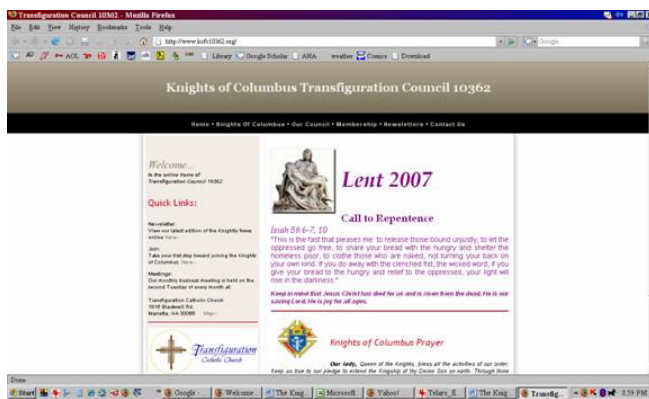 Transfiguration Council 10362 - Mozilla Firefox
File Edit View History Bookmarks Tools Help
http://www.kofc10362.org/
Google
AOL Library Google Scholar AHA weather Comics Download
Knights of Columbus Transfiguration Council 10362
Home • Knights Of Columbus • Our Council • Membership • Newsletters • Contact Us
Welcome...
is the online home of
Transfiguration Council 10362.
Quick Links:
Newsletter:
View our latest edition of the Knightly News
online Here-
Join:
Take your first step toward joining the Knights
of Columbus. Here-
Meetings:
Our monthly business meeting is held on the
second Tuesday of every month at:
Transfiguration Catholic Church
1815 Blackwell Rd.
Marietta, GA 30066 Map-
Transfiguration
Catholic Church
Lent 2007
Call to Repentence
Isiah 58:6-7, 10
"This is the fast that pleases me: to release those bound unjustly, to let the
oppressed go free, to share your bread with the hungry and shelter the
homeless poor, to clothe those who are naked, not turning your back on
your own kind. If you do away with the clenched fist, the wicked word, if you
give your bread to the hungry and relief to the oppressed, your light will
rise in the darkness."
Keep in mind that Jesus Christ has died for us and is risen from the dead. He is our
saving Lord, He is joy for all ages.
Knights of Columbus Prayer
Our lady, Queen of the Knights, bless all the activities of our order.
Keep us true to our pledge to extend the Kingship of thy Divine Son on earth. Through thine
Done
Start Google - ... Welcome... The Knig... Microsoft... Yahoo! ... Telars_fl... The Knig... Transfig... 8:59 PM